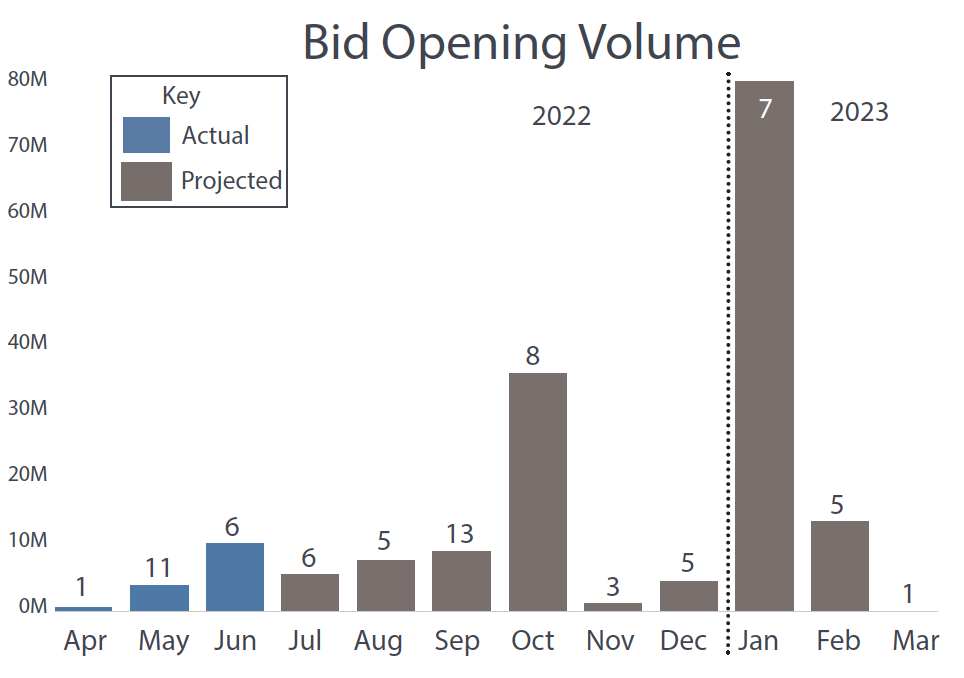 Bid Opening Volume
80M
70M
60M
50M
40M
30M
20M
10M
0M
Key
Actual
Projected
2022
2023
1
11
6
6
5
13
8
3
5
7
5
1
Apr May Jun Jul Aug Sep Oct Nov Dec Jan Feb Mar